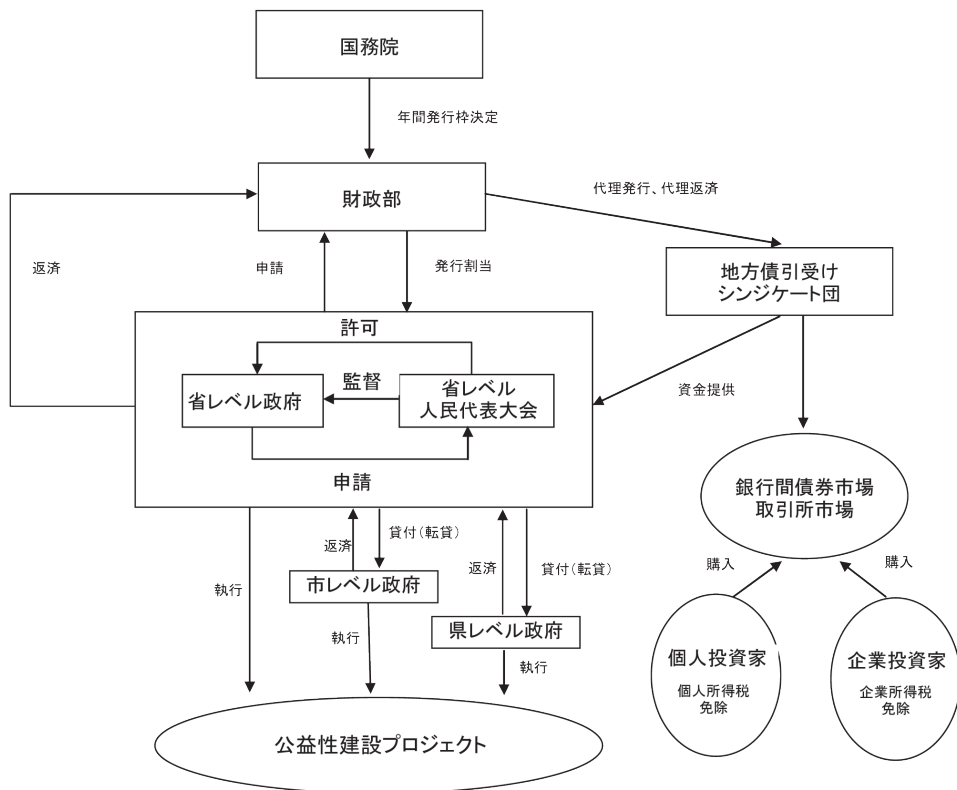 国務院
年間発行枠決定
財政部
代理発行、代理返済
返済
申請
発行割当
地方債引受け
シンジケート団
許可
監督
省レベル政府
省レベル
人民代表大会
資金提供
申請
銀行間債券市場
取引所市場
返済
貸付(転貸)
返済
貸付(転貸)
購入
購入
執行
市レベル政府
執行
県レベル政府
執行
個人投資家
個人所得税
免除
企業投資家
企業所得税
免除
公益性建設プロジェクト